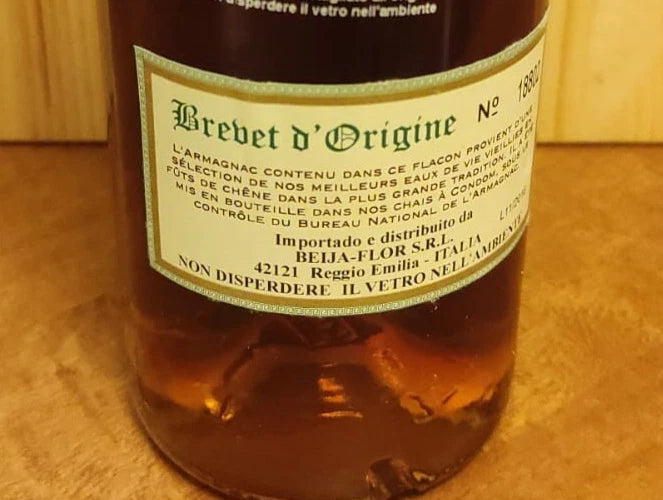 disperdere il vetro nell'ambiente
Brevet d'Origine
Nº 18802
L'ARMAGNAC CONTENU DANS CE FLACON PROVIENT D'UNE
SÉLECTION DE NOS MEILLEURS EAUX DE VIE VIEILLIES EN
FÛTS DE CHÊNE DANS LA PLUS GRANDE TRADITION. IL A ÉTÉ
MIS EN BOUTEILLE DANS NOS CHAIS À CONDOM, SOUS LE
CONTRÔLE DU BUREAU NATIONAL DE L'ARMAGNAC.
Importado e distribuito da
BEIJA-FLOR S.R.L.
42121 Reggio Emilia - ITALIA
NON DISPERDERE IL VETRO NELL'AMBIENTE